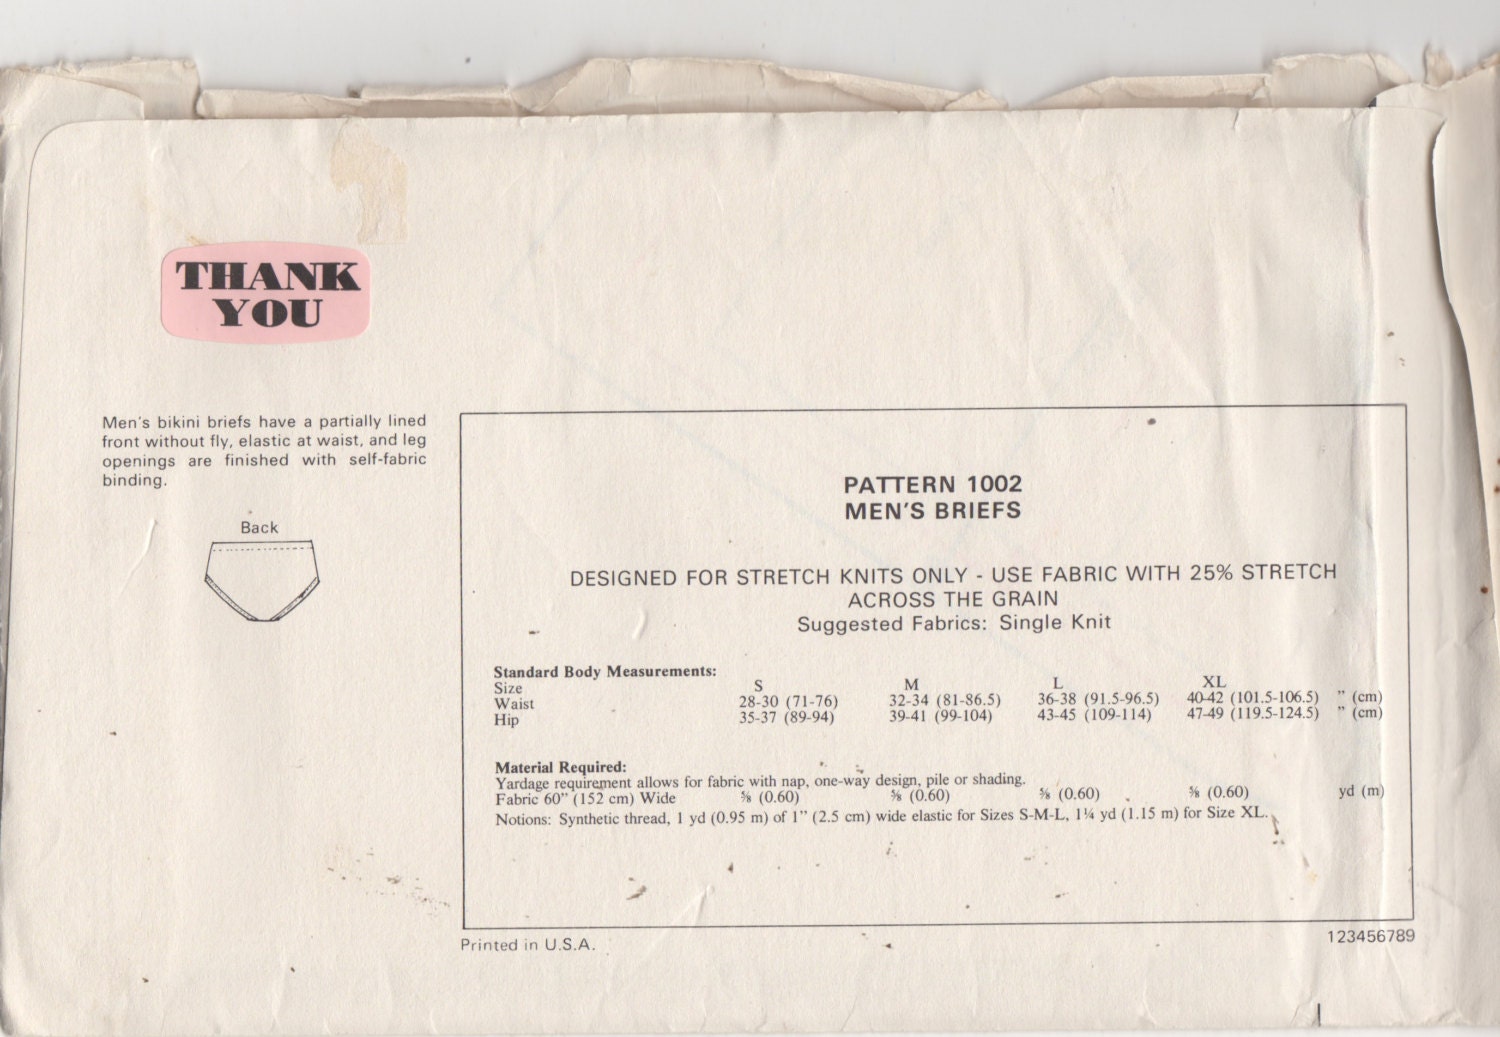 THANK
YOU
Men's bikini briefs have a partially lined
front without fly, elastic at waist, and leg
openings are finished with self-fabric
binding.
Back
PATTERN 1002
MEN'S BRIEFS
DESIGNED FOR STRETCH KNITS ONLY - USE FABRIC WITH 25% STRETCH
ACROSS THE GRAIN
Suggested Fabrics: Single Knit
Standard Body Measurements:
Size S M L XL
Waist 28-30 (71-76) 32-34 (81-86.5) 36-38 (91.5-96.5) 40-42 (101.5-106.5) " (cm)
Hip 35-37 (89-94) 39-41 (99-104) 43-45 (109-114) 47-49 (119.5-124.5) " (cm)
Material Required:
Yardage requirement allows for fabric with nap, one-way design, pile or shading.
Fabric 60" (152 cm) Wide ⅝ (0.60) ⅝ (0.60) ⅝ (0.60) ⅝ (0.60) yd (m)
Notions: Synthetic thread, 1 yd (0.95 m) of 1" (2.5 cm) wide elastic for Sizes S-M-L, 1¼ yd (1.15 m) for Size XL.
Printed in U.S.A.
123456789